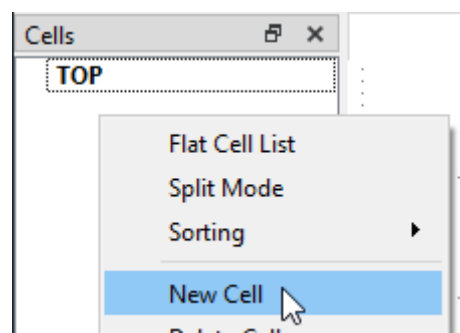 Cells
TOP
Flat Cell List
Split Mode
Sorting
New Cell